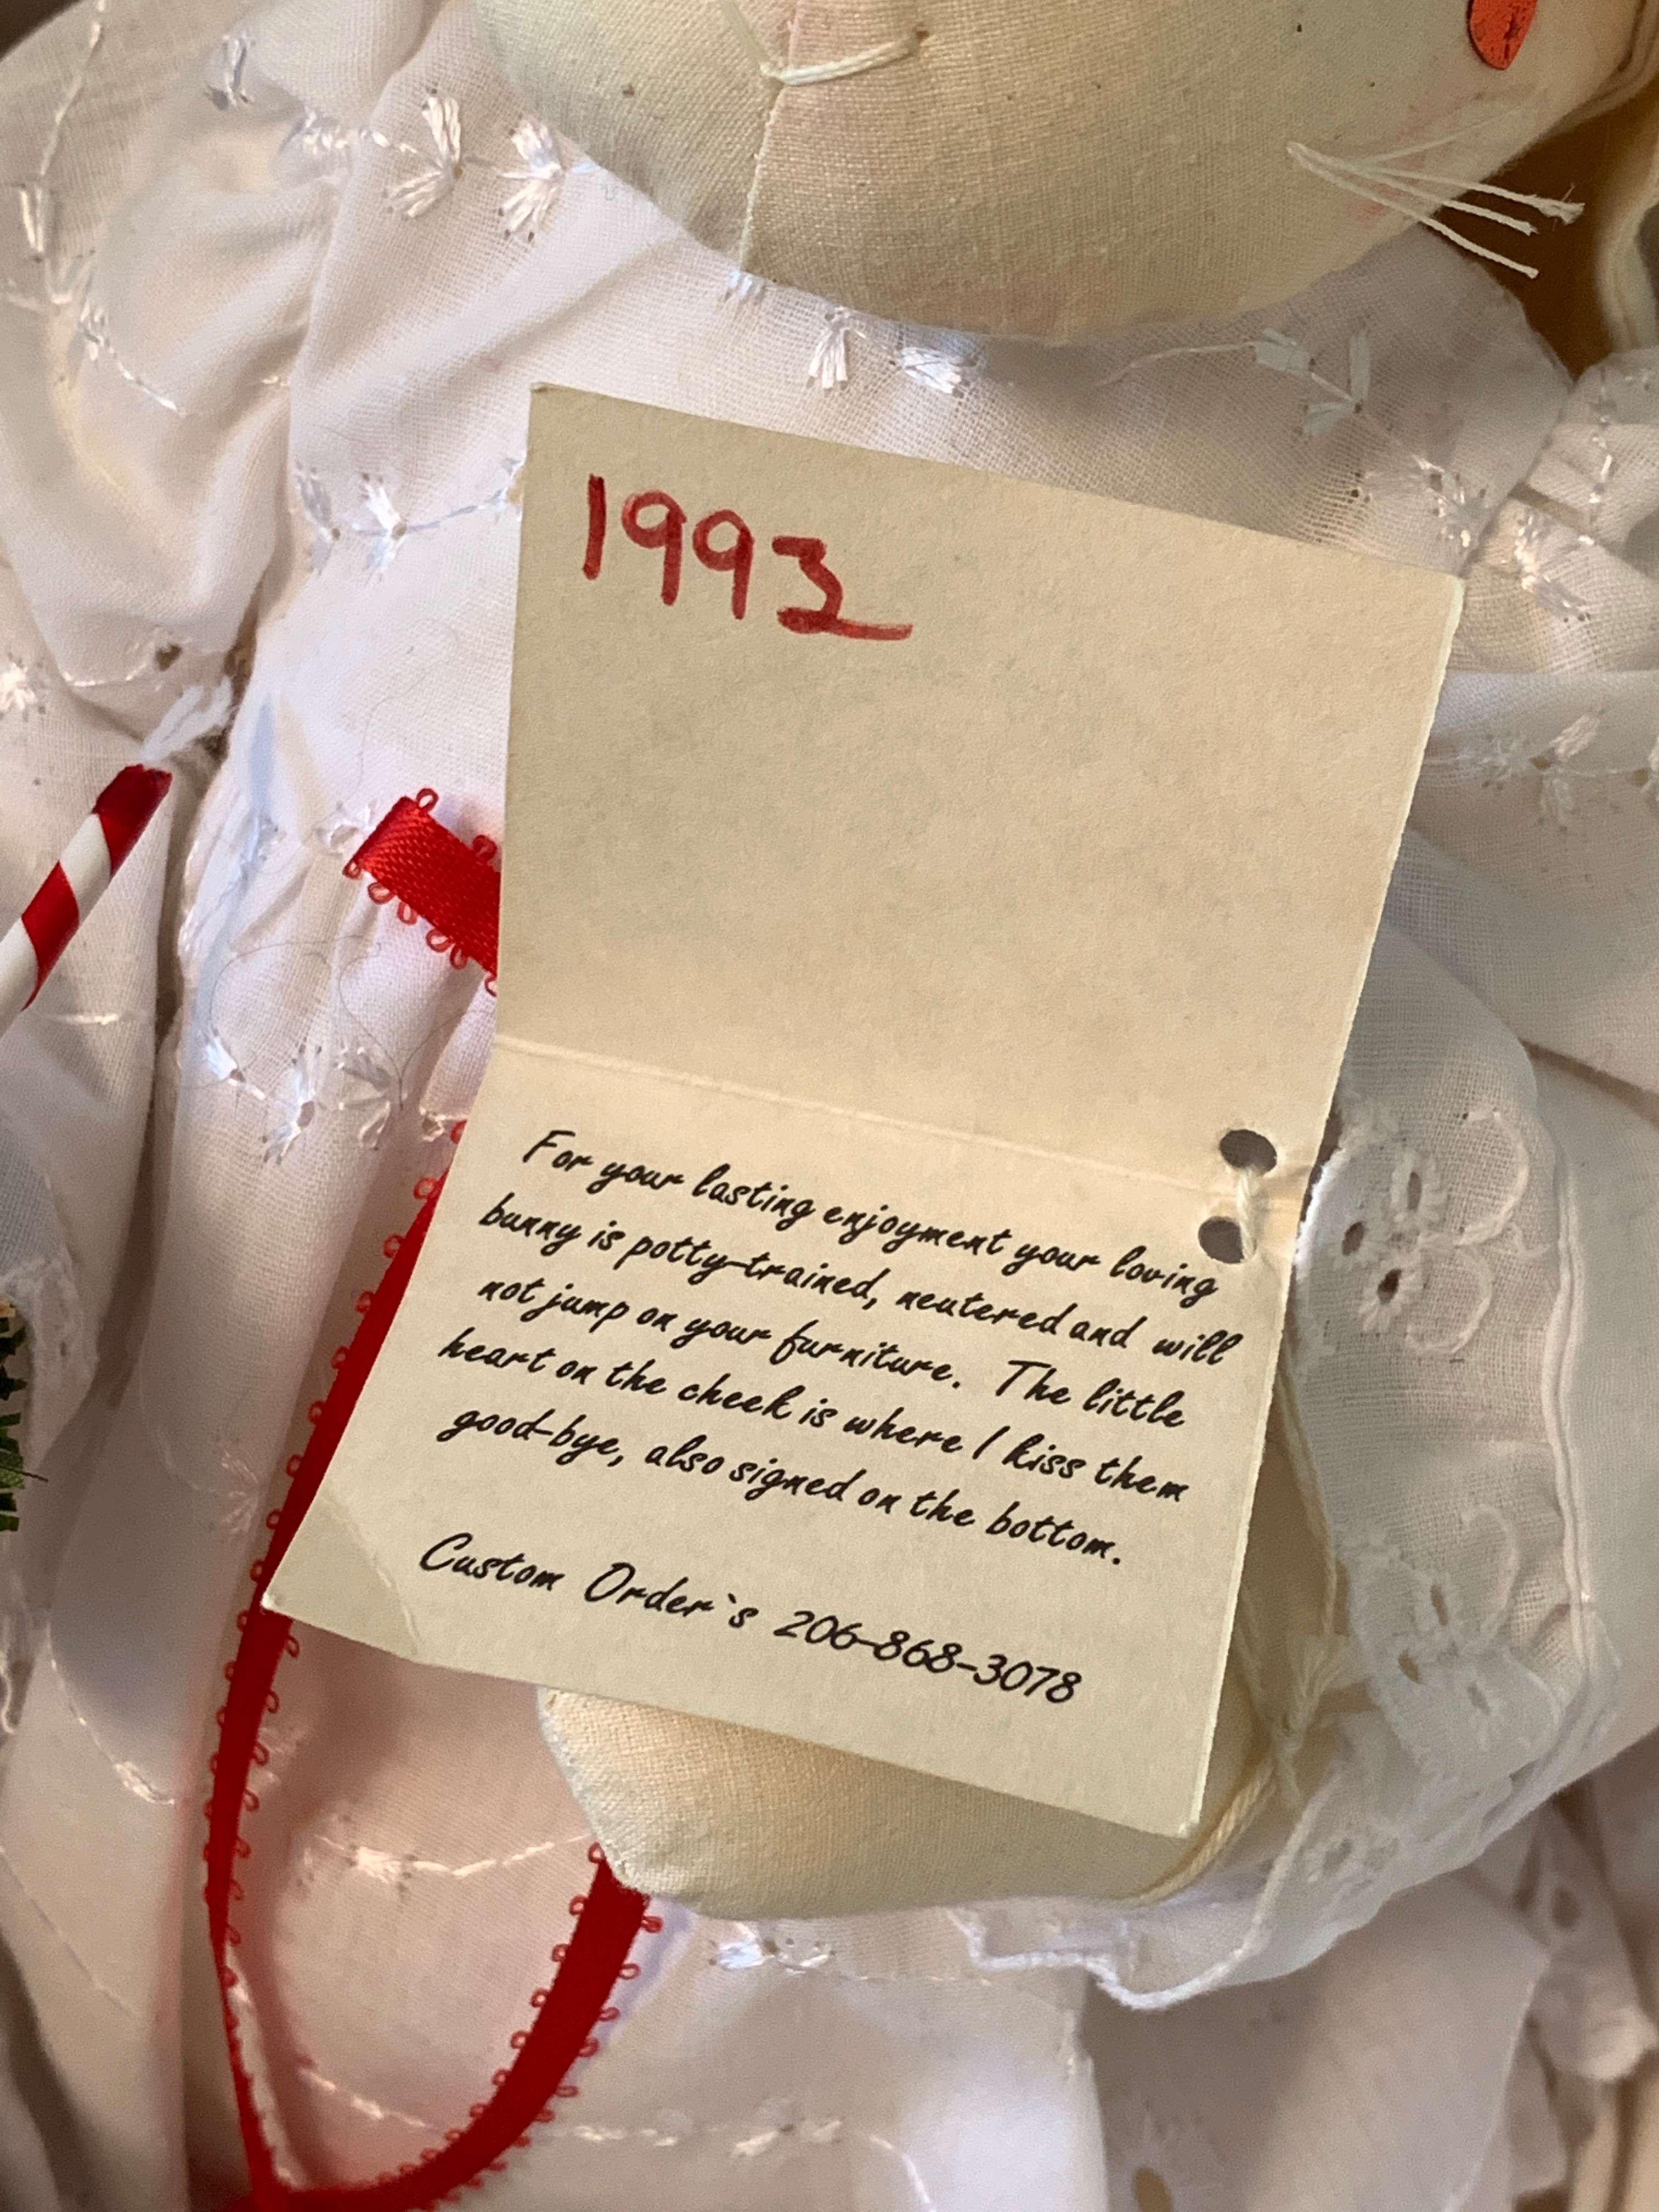 1993
For your lasting enjoyment your loving
bunny is potty-trained, neutered and will
not jump on your furniture. The little
heart on the cheek is where I kiss them
good-bye, also signed on the bottom.
Custom Order`s 206-868-3078